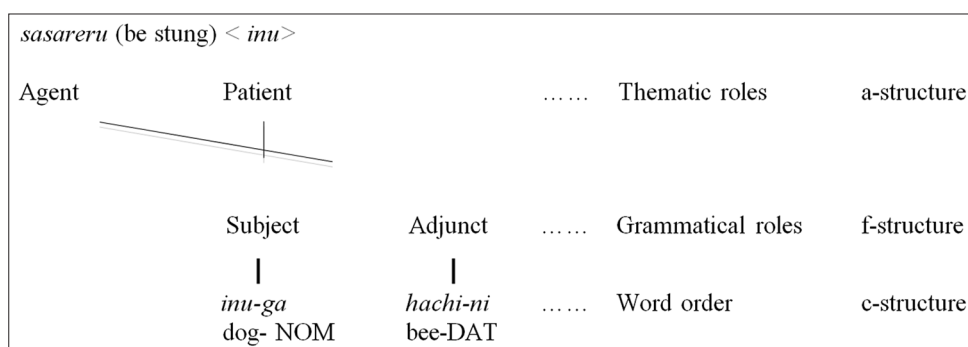 sasareru (be stung) < inu>
Agent Patient …… Thematic roles a-structure
Subject Adjunct …… Grammatical roles f-structure
inu-ga hachi-ni …… Word order c-structure
dog- NOM bee-DAT